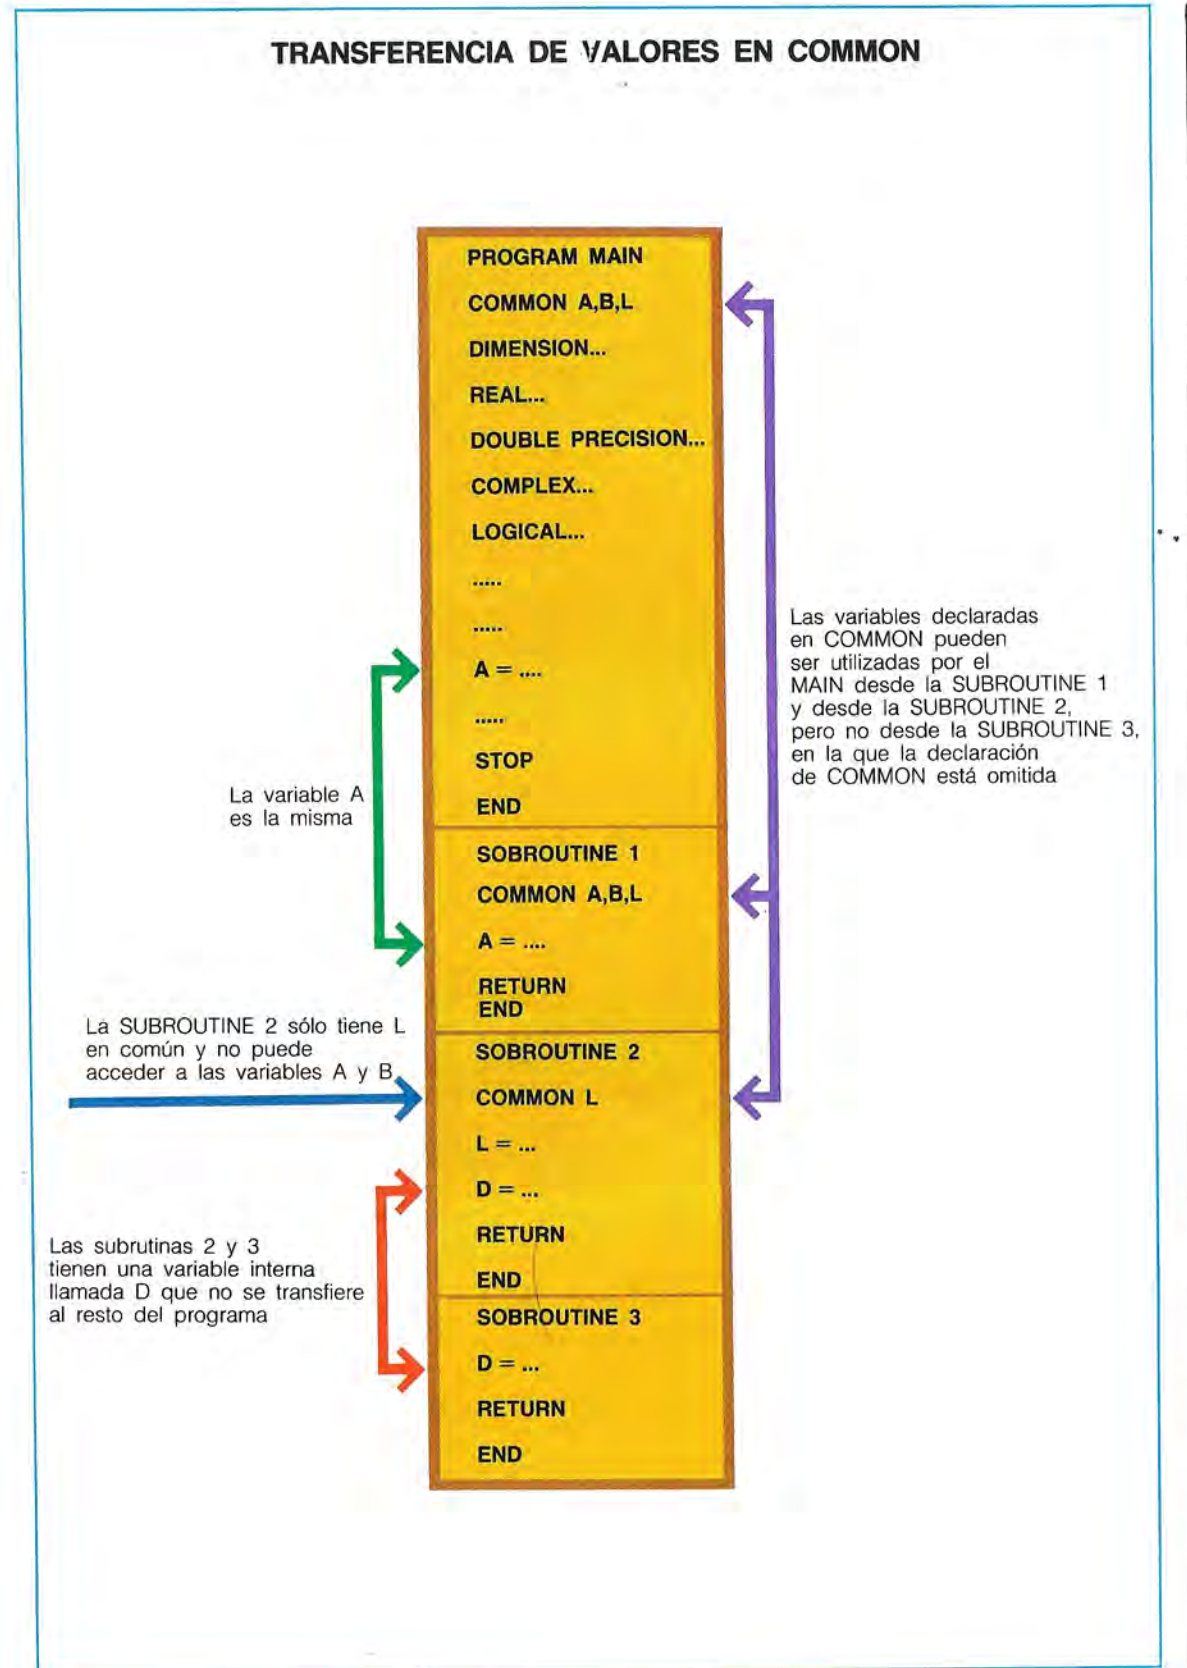 TRANSFERENCIA DE VALORES EN COMMON
PROGRAM MAIN
COMMON A,B,L
DIMENSION...
REAL...
DOUBLE PRECISION...
COMPLEX...
LOGICAL...
.....
.....
A = ....
.....
STOP
END
SOBROUTINE 1
COMMON A,B,L
A = ....
RETURN
END
SOBROUTINE 2
COMMON L
L = ...
D = ...
RETURN
END
SOBROUTINE 3
D = ...
RETURN
END
Las variables declaradas
en COMMON pueden
ser utilizadas por el
MAIN desde la SUBROUTINE 1
y desde la SUBROUTINE 2,
pero no desde la SUBROUTINE 3,
en la que la declaración
de COMMON está omitida
La variable A
es la misma
La SUBROUTINE 2 sólo tiene L
en común y no puede
acceder a las variables A y B
Las subrutinas 2 y 3
tienen una variable interna
llamada D que no se transfiere
al resto del programa